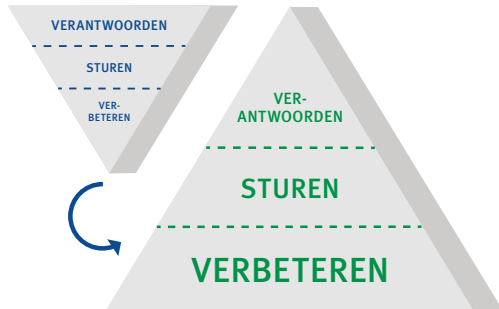 VERANTWOORDEN
STUREN
VER-
BETEREN
VER-
ANTWOORDEN
STUREN
VERBETEREN